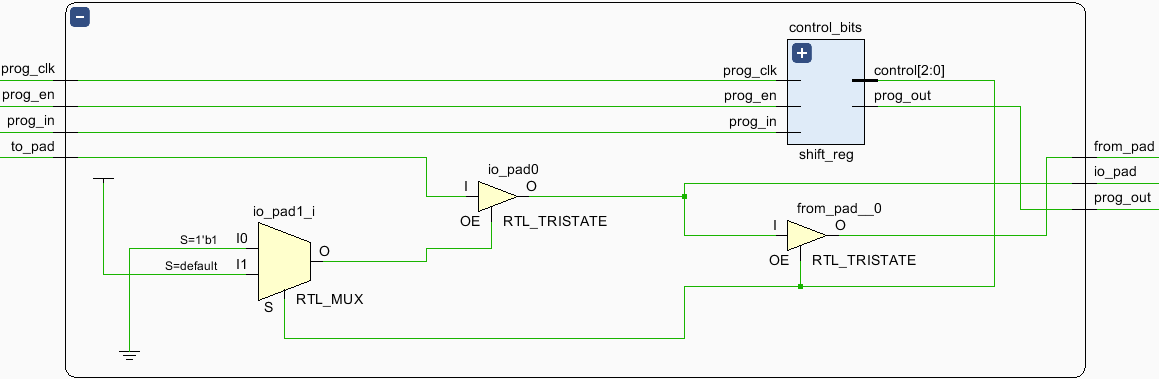 control_bits
prog_clk
prog_clk
control[2:0]
prog_en
prog_en
prog_out
prog_in
prog_in
to_pad
shift_reg
from_pad
io_pad0
io_pad
I
O
prog_out
OE
RTL_TRISTATE
from_pad__0
io_pad1_i
I
O
S=1'b1
I0
O
OE
RTL_TRISTATE
S=default
I1
S
RTL_MUX